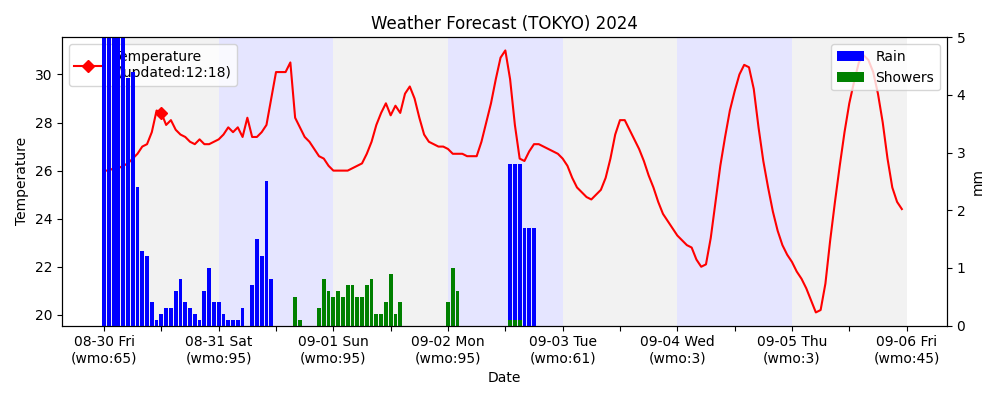 Weather Forecast (TOKYO) 2024
Temperature
(updated:12:18)
Rain
Showers
Temperature
30
28
26
24
22
20
5
4
3
2
1
0
mm
08-30 Fri
(wmo:65)
08-31 Sat
(wmo:95)
09-01 Sun
(wmo:95)
09-02 Mon
(wmo:95)
09-03 Tue
(wmo:61)
09-04 Wed
(wmo:3)
09-05 Thu
(wmo:3)
09-06 Fri
(wmo:45)
Date